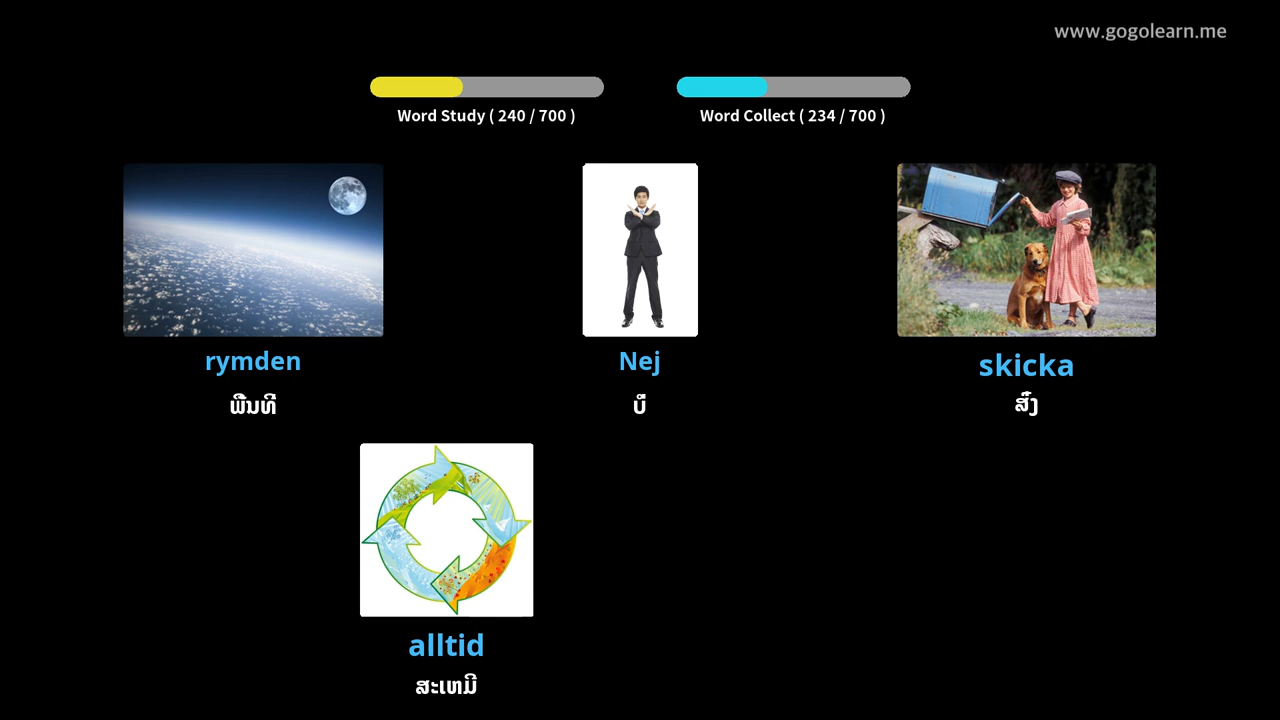 www.gogolearn.me
Word Study ( 240 / 700 )
Word Collect ( 234 / 700 )
rymden
Nej
skicka
ພື້ນທີ່
ບໍ່
ສົ່ງ
alltid
ສະເຫມີ